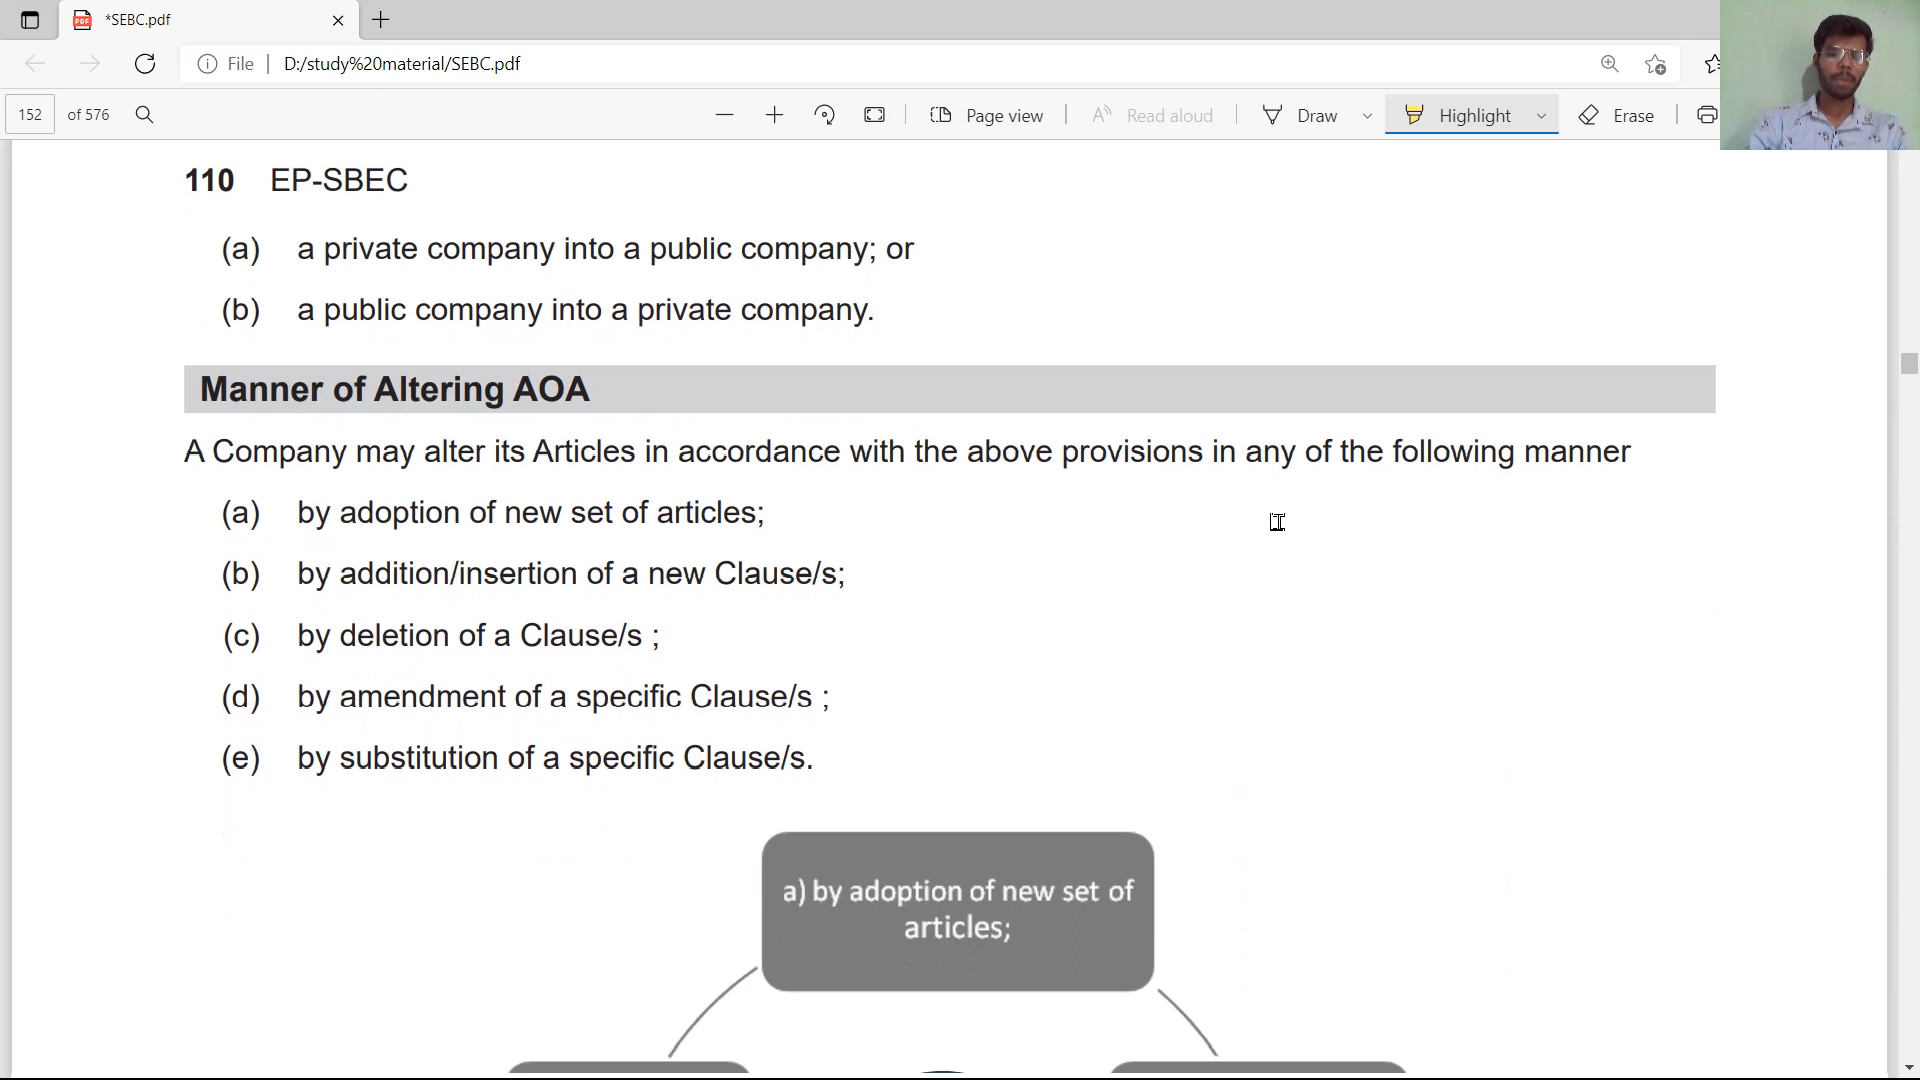 *SEBC.pdf
File
D:/study%20material/SEBC.pdf
152 of 576
Page view
Read aloud
Draw
Highlight
Erase
110 EP-SBEC
(a) a private company into a public company; or
(b) a public company into a private company.
Manner of Altering AOA
A Company may alter its Articles in accordance with the above provisions in any of the following manner
(a) by adoption of new set of articles;
(b) by addition/insertion of a new Clause/s;
(c) by deletion of a Clause/s ;
(d) by amendment of a specific Clause/s ;
(e) by substitution of a specific Clause/s.
a) by adoption of new set of
articles;